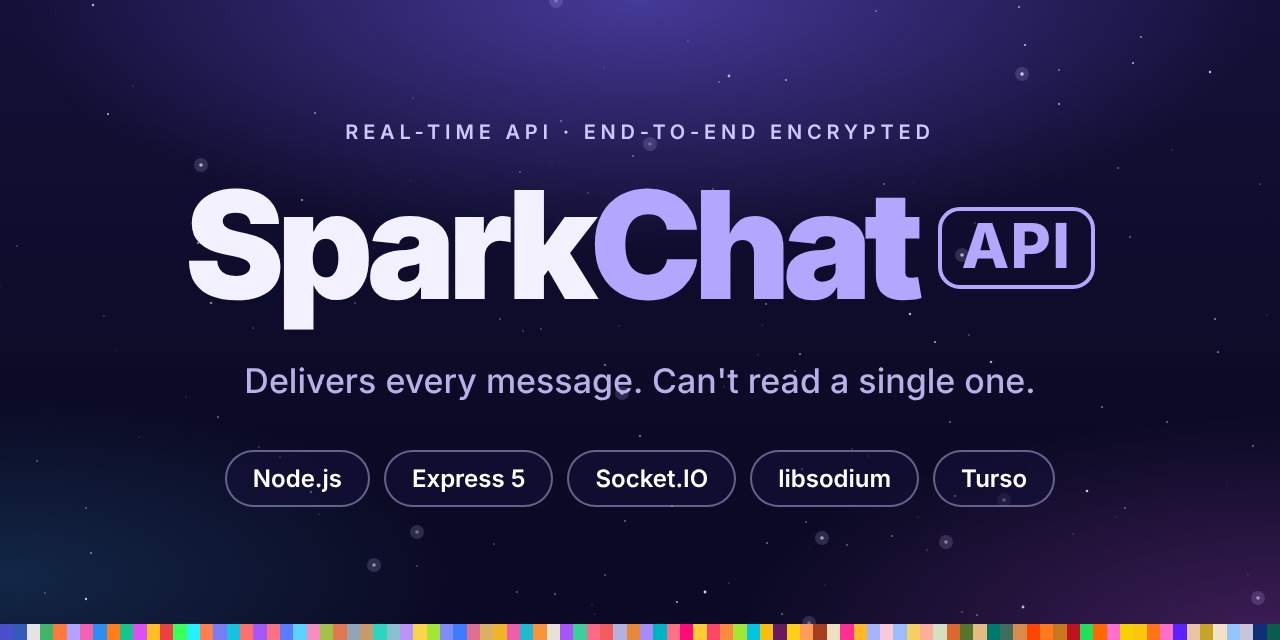 REAL-TIME API · END-TO-END ENCRYPTED
SparkChat API
Delivers every message. Can't read a single one.
Node.js Express 5 Socket.IO libsodium Turso